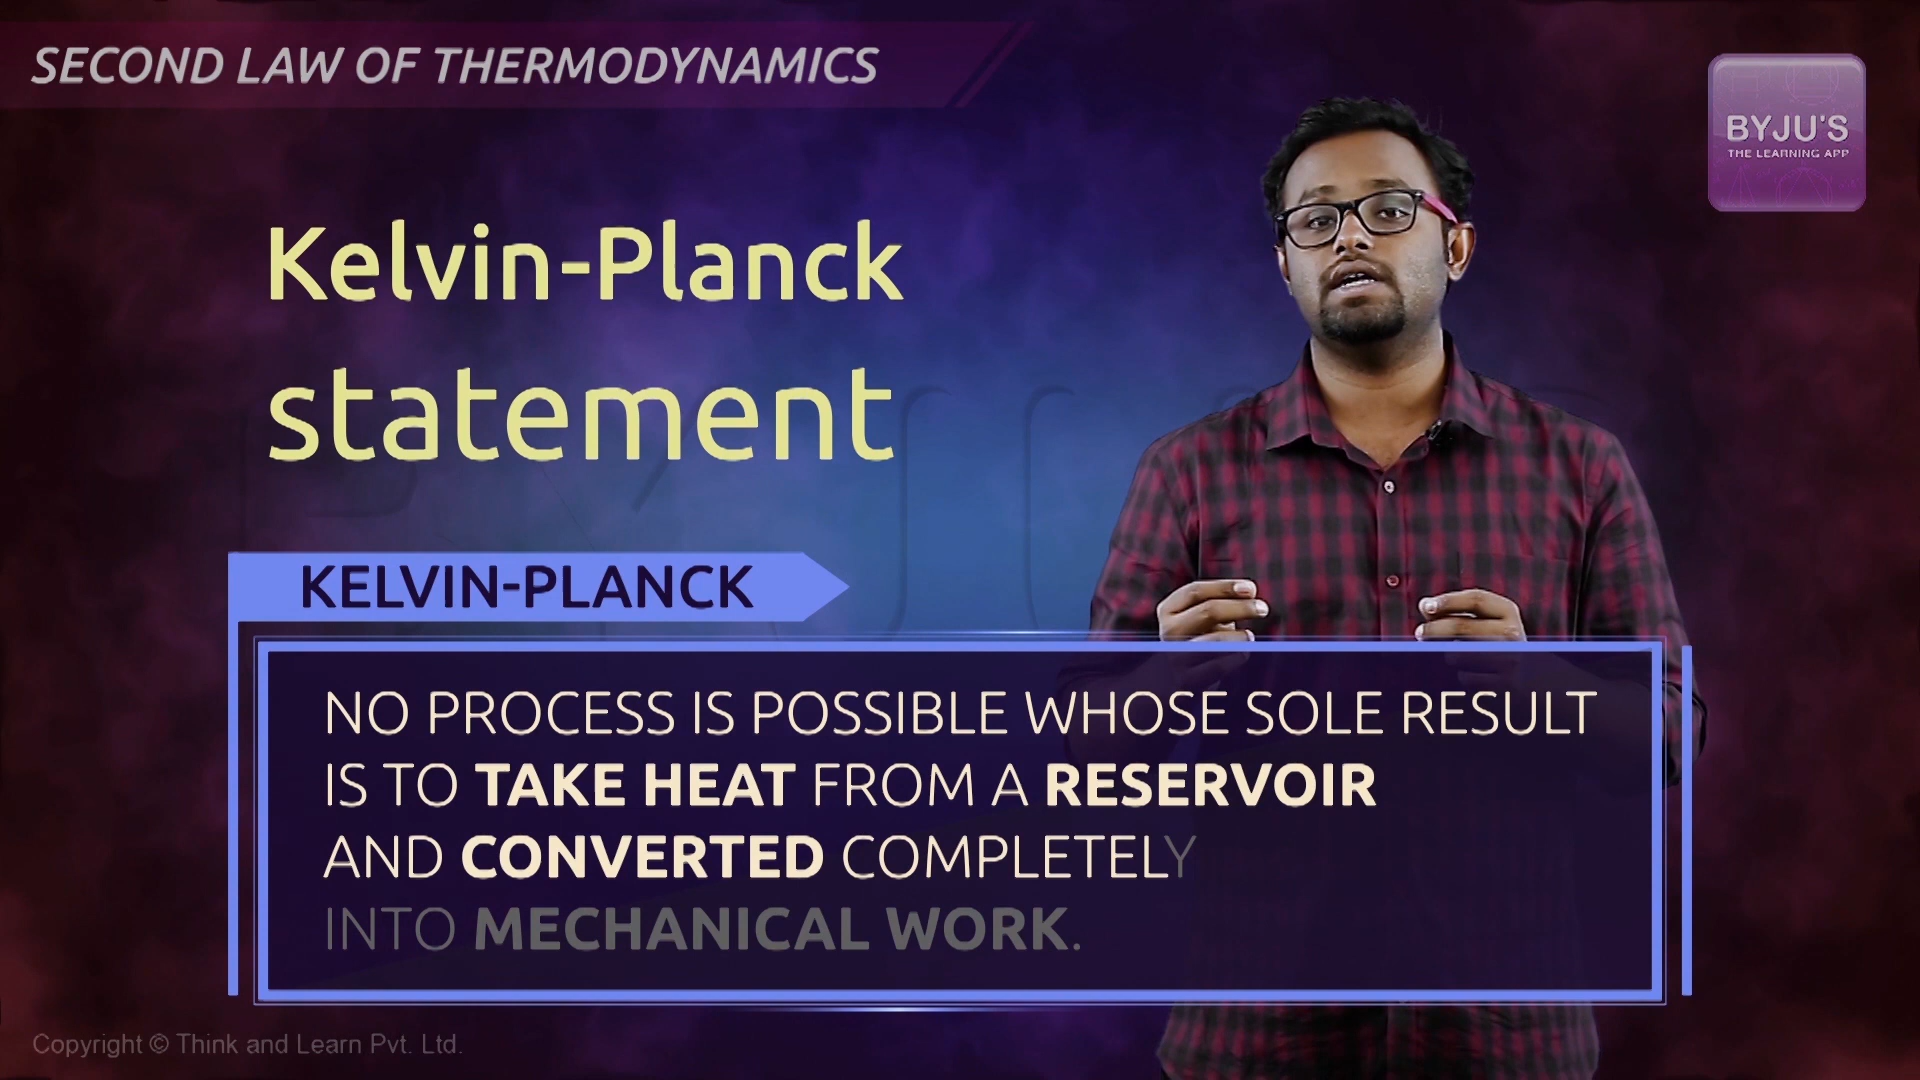 SECOND LAW OF THERMODYNAMICS
BYJU'S
THE LEARNING APP
Kelvin-Planck
statement
KELVIN-PLANCK
NO PROCESS IS POSSIBLE WHOSE SOLE RESULT
IS TO TAKE HEAT FROM A RESERVOIR
AND CONVERTED COMPLETELY
INTO MECHANICAL WORK.
Copyright © Think and Learn Pvt. Ltd.